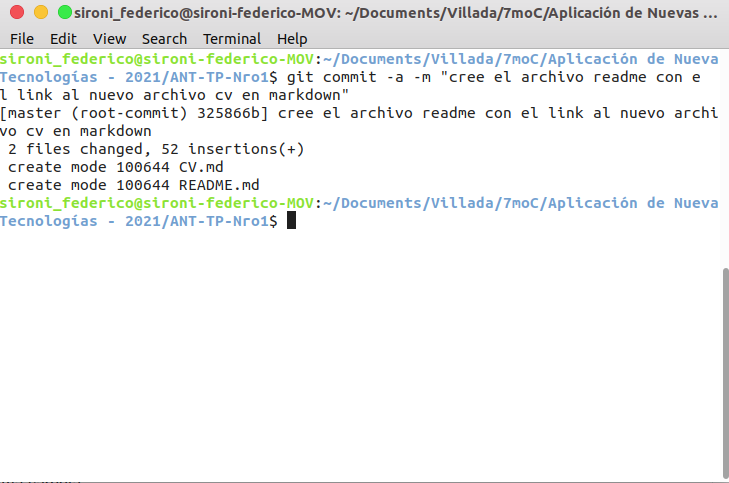 sironi_federico@sironi-federico-MOV: ~/Documents/Villada/7moC/Aplicación de Nuevas ...
File Edit View Search Terminal Help
sironi_federico@sironi-federico-MOV:~/Documents/Villada/7moC/Aplicación de Nueva
Tecnologías - 2021/ANT-TP-Nro1$ git commit -a -m "cree el archivo readme con e
l link al nuevo archivo cv en markdown"
[master (root-commit) 325866b] cree el archivo readme con el link al nuevo archi
vo cv en markdown
2 files changed, 52 insertions(+)
create mode 100644 CV.md
create mode 100644 README.md
sironi_federico@sironi-federico-MOV:~/Documents/Villada/7moC/Aplicación de Nueva
Tecnologías - 2021/ANT-TP-Nro1$